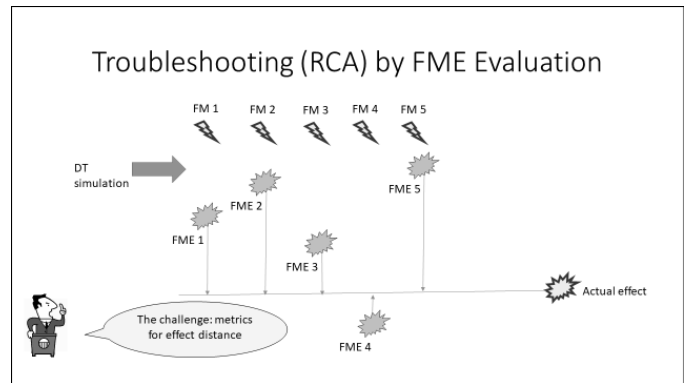 Troubleshooting (RCA) by FME Evaluation
FM 1 FM 2 FM 3 FM 4 FM 5
DT
simulation
FME 1
FME 2
FME 3
FME 5
Actual effect
The challenge: metrics
for effect distance
FME 4